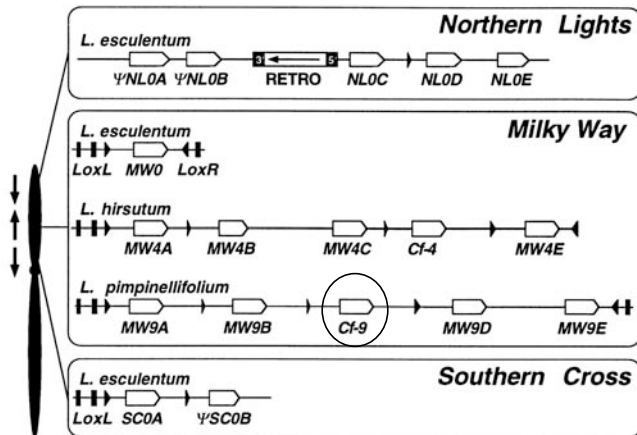 Northern Lights
L. esculentum
3' 5'
ΨNL0A ΨNL0B RETRO NL0C NL0D NL0E
Milky Way
L. esculentum
LoxL MW0 LoxR
L. hirsutum
MW4A MW4B MW4C Cf-4 MW4E
L. pimpinellifolium
MW9A MW9B Cf-9 MW9D MW9E
Southern Cross
L. esculentum
LoxL SC0A ΨSC0B